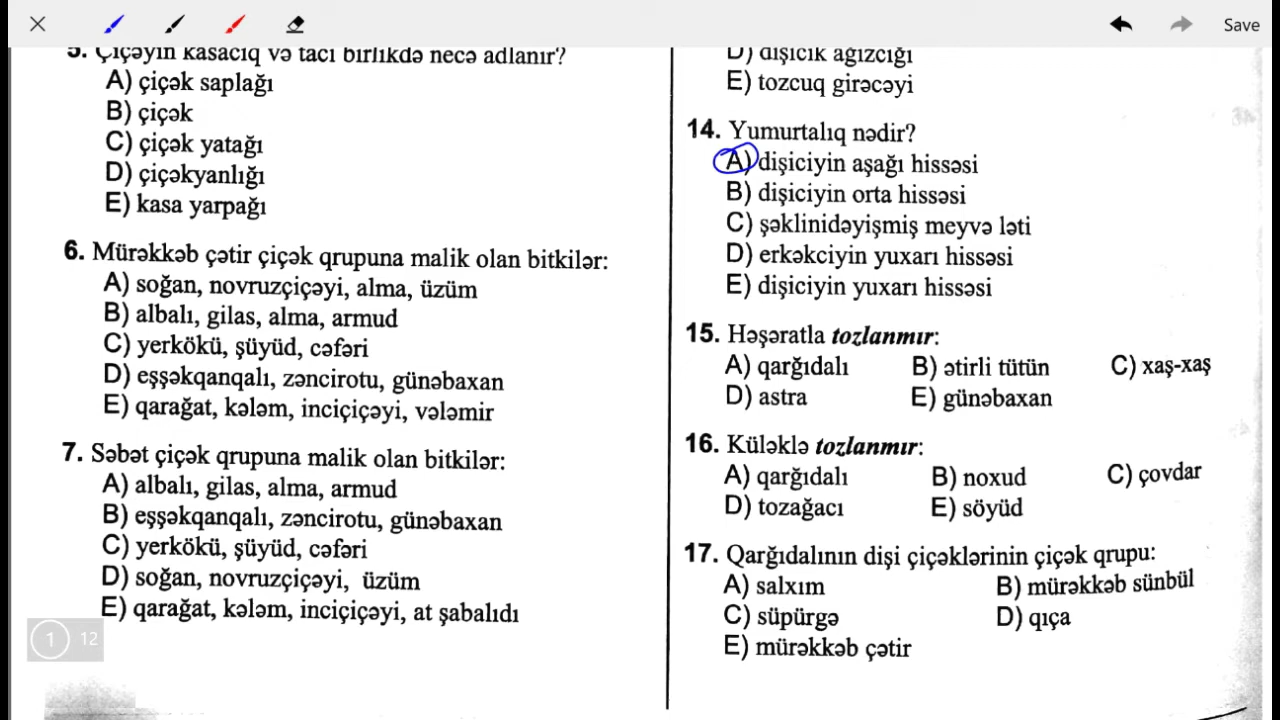 Save
5. Çiçəyin kasacıq və tacı birlikdə necə adlanır?
A) çiçək saplağı
B) çiçək
C) çiçək yatağı
D) çiçəkyanlığı
E) kasa yarpağı
6. Mürəkkəb çətir çiçək qrupuna malik olan bitkilər:
A) soğan, novruzçiçəyi, alma, üzüm
B) albalı, gilas, alma, armud
C) yerkökü, şüyüd, cəfəri
D) eşşəkqanqalı, zəncirotu, günəbaxan
E) qarağat, kələm, inciçiçəyi, vələmir
7. Səbət çiçək qrupuna malik olan bitkilər:
A) albalı, gilas, alma, armud
B) eşşəkqanqalı, zəncirotu, günəbaxan
C) yerkökü, şüyüd, cəfəri
D) soğan, novruzçiçəyi, üzüm
E) qarağat, kələm, inciçiçəyi, at şabalıdı
1 12
D) dişicik ağızcığı
E) tozcuq girəcəyi
14. Yumurtalıq nədir?
A) dişiciyin aşağı hissəsi
B) dişiciyin orta hissəsi
C) şəklinidəyişmiş meyvə ləti
D) erkəkciyin yuxarı hissəsi
E) dişiciyin yuxarı hissəsi
15. Həşəratla tozlanmır:
A) qarğıdalı B) ətirli tütün C) xaş-xaş
D) astra E) günəbaxan
16. Küləklə tozlanmır:
A) qarğıdalı B) noxud C) çovdar
D) tozağacı E) söyüd
17. Qarğıdalının dişi çiçəklərinin çiçək qrupu:
A) salxım B) mürəkkəb sünbül
C) süpürgə D) qıça
E) mürəkkəb çətir